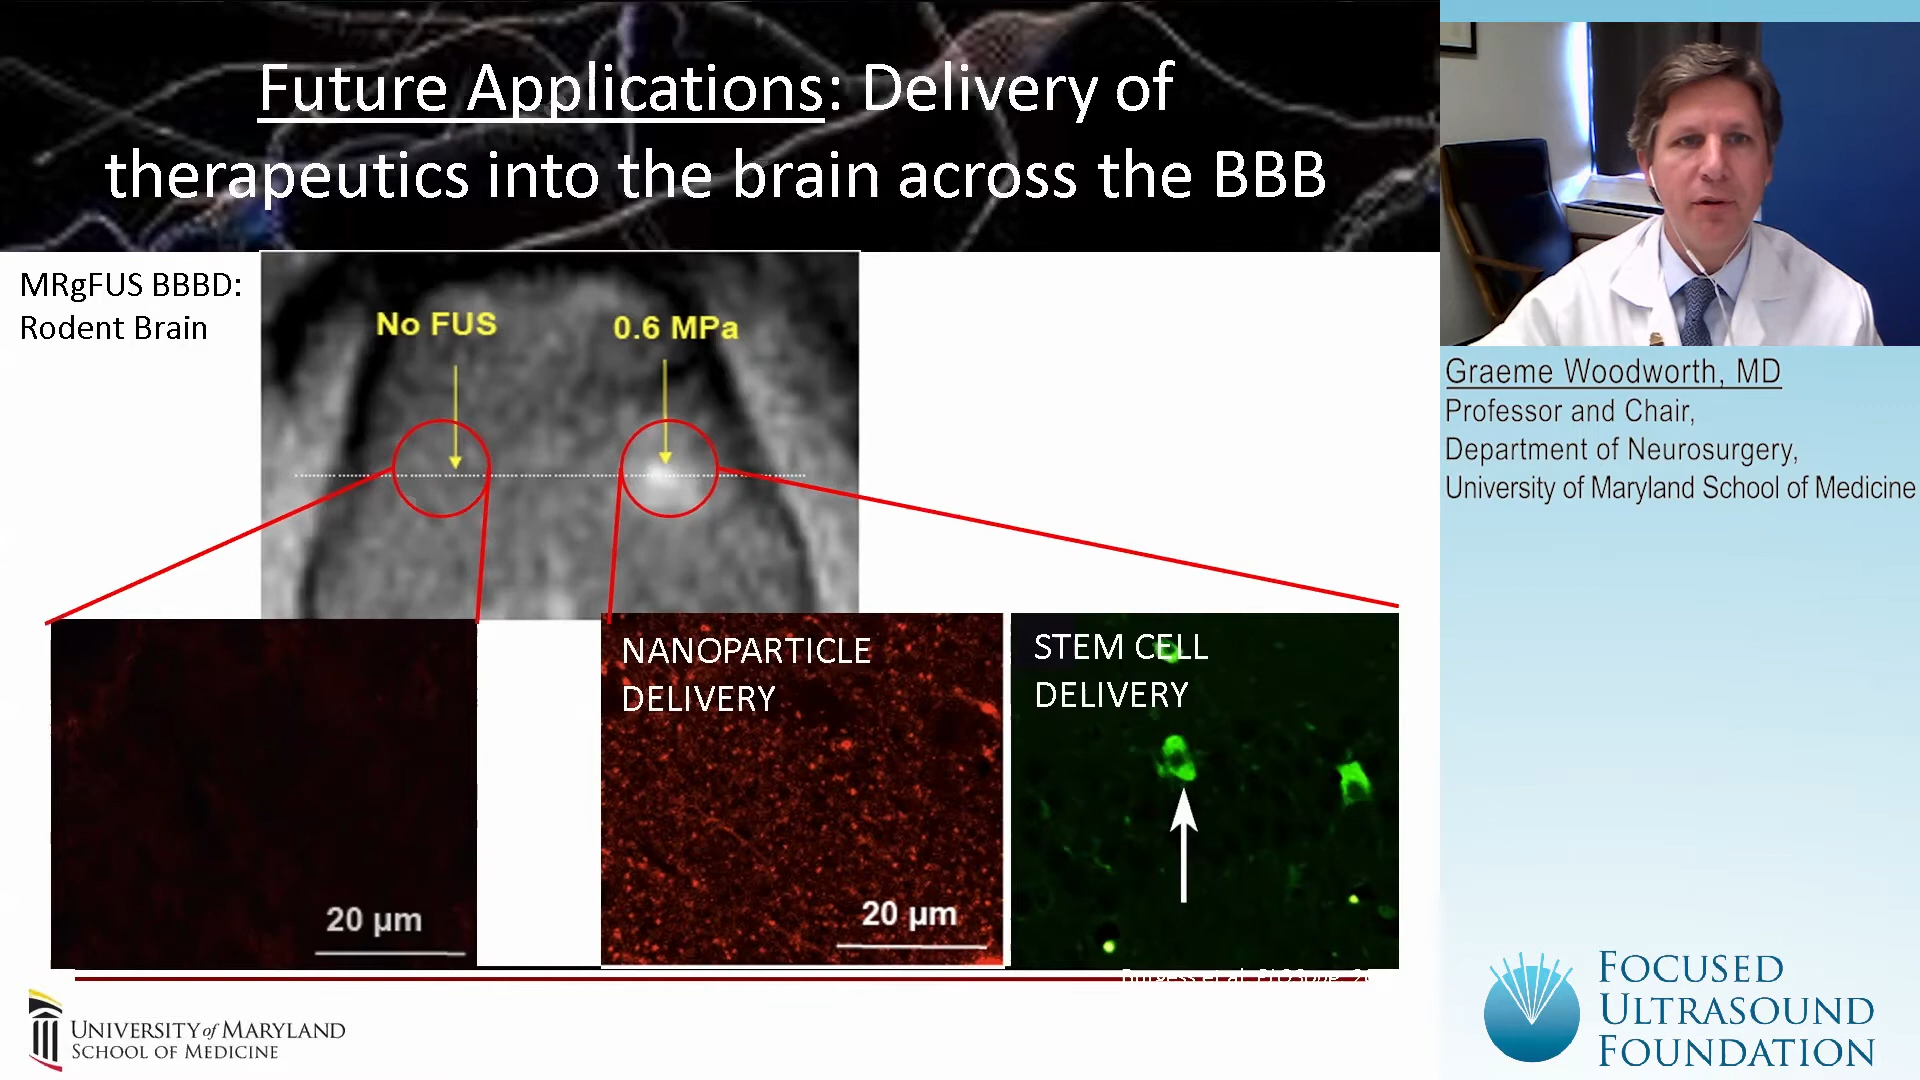 Future Applications: Delivery of
therapeutics into the brain across the BBB
MRgFUS BBBD:
Rodent Brain
No FUS
0.6 MPa
20 µm
NANOPARTICLE
DELIVERY
20 µm
STEM CELL
DELIVERY
UNIVERSITY of MARYLAND
SCHOOL OF MEDICINE
Graeme Woodworth, MD
Professor and Chair,
Department of Neurosurgery,
University of Maryland School of Medicine
FOCUSED
ULTRASOUND
FOUNDATION